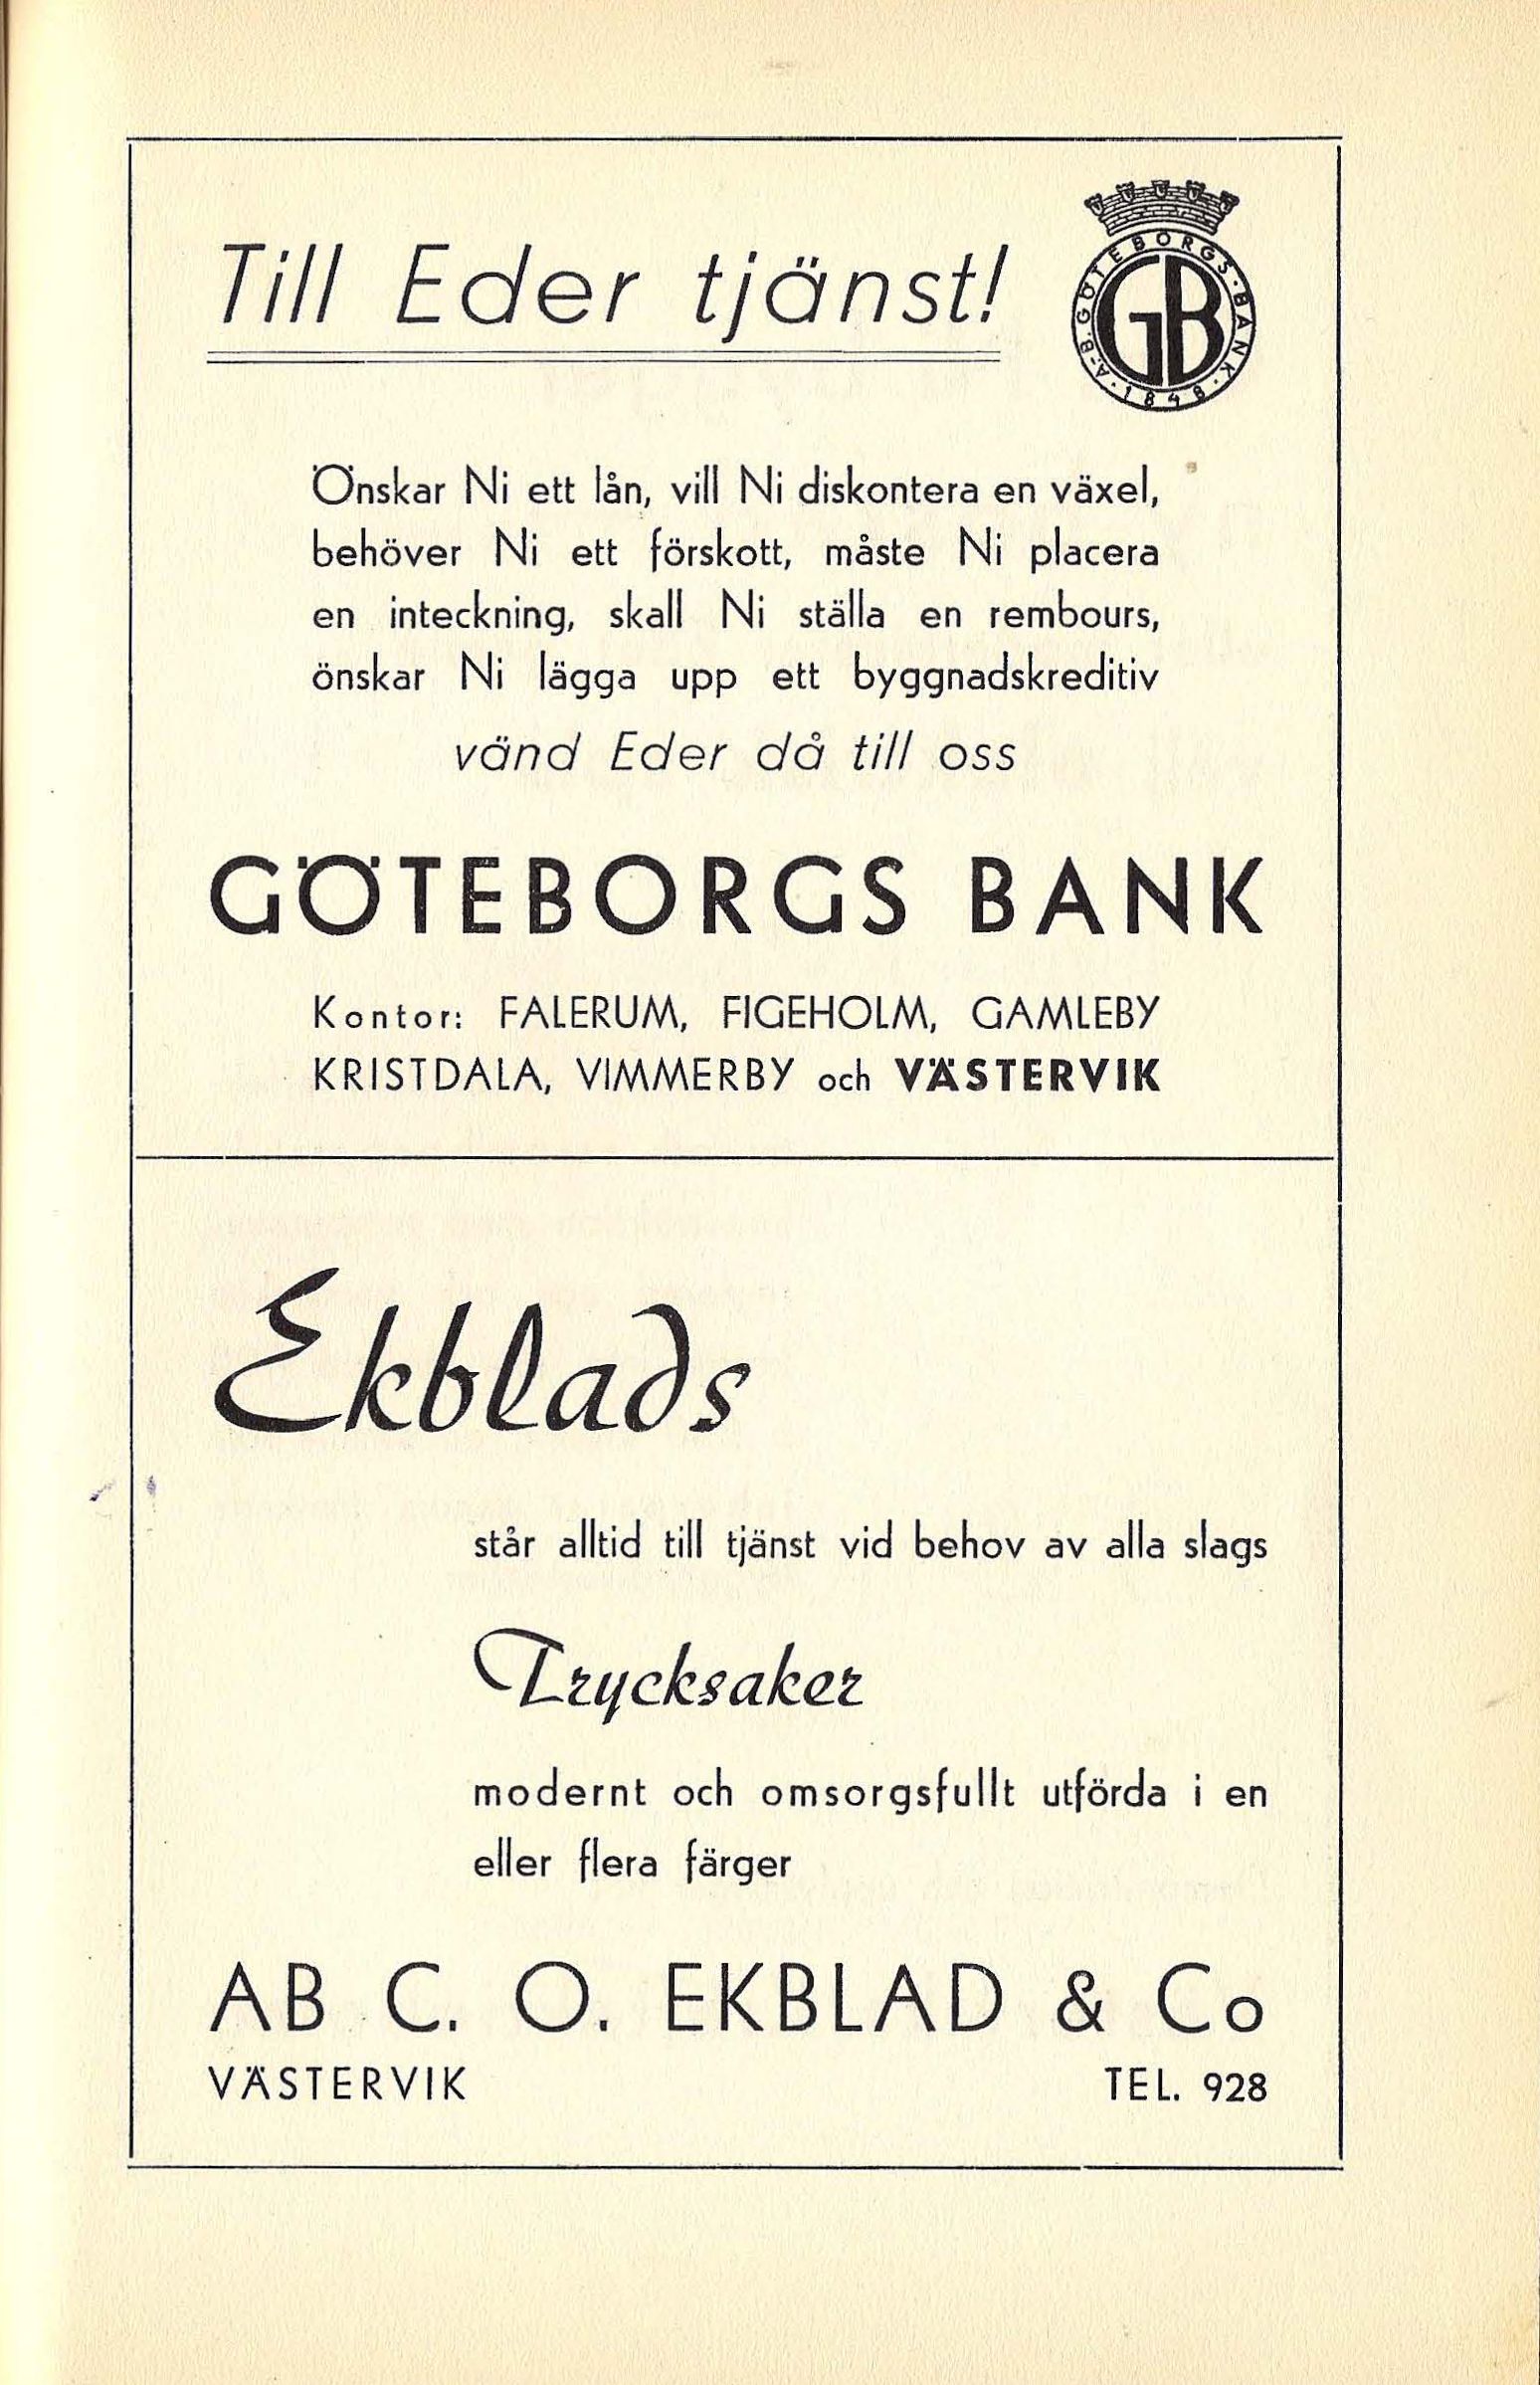 Till Eder tjänst!
A.-B. GÖTEBORGS-BANK
GB
1848
Önskar Ni ett lån, vill Ni diskontera en växel,
behöver Ni ett förskott, måste Ni placera
en inteckning, skall Ni ställa en rembours,
önskar Ni lägga upp ett byggnadskreditiv
vänd Eder då till oss
GÖTEBORGS BANK
Kontor: FALERUM, FIGEHOLM, GAMLEBY
KRISTDALA, VIMMERBY och VÄSTERVIK
Ekblads
står alltid till tjänst vid behov av alla slags
Trycksaker
modernt och omsorgsfullt utförda i en
eller flera färger
AB C. O. EKBLAD & Co
VÄSTERVIK TEL. 928